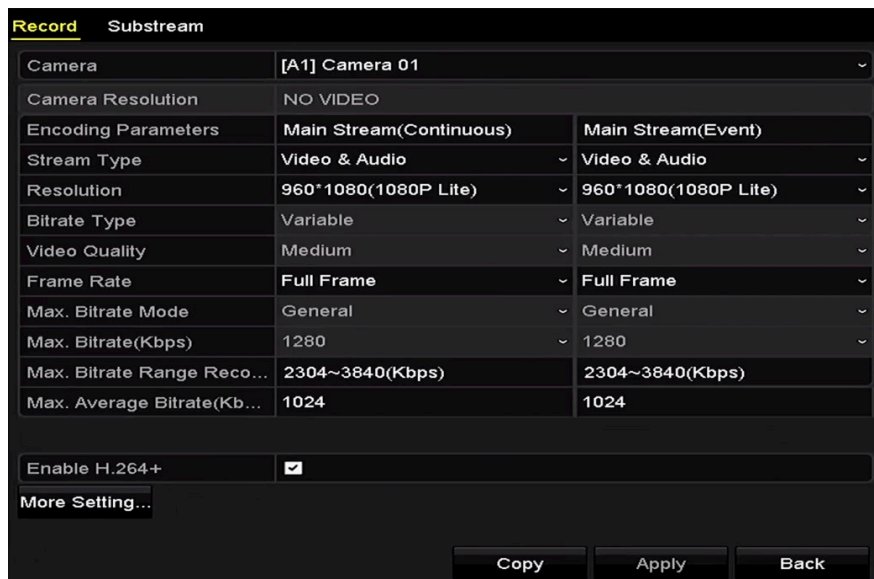 Record Substream
Camera [A1] Camera 01
Camera Resolution NO VIDEO
Encoding Parameters Main Stream(Continuous) Main Stream(Event)
Stream Type Video & Audio Video & Audio
Resolution 960*1080(1080P Lite) 960*1080(1080P Lite)
Bitrate Type Variable Variable
Video Quality Medium Medium
Frame Rate Full Frame Full Frame
Max. Bitrate Mode General General
Max. Bitrate(Kbps) 1280 1280
Max. Bitrate Range Reco... 2304~3840(Kbps) 2304~3840(Kbps)
Max. Average Bitrate(Kb... 1024 1024
Enable H.264+
More Setting...
Copy Apply Back